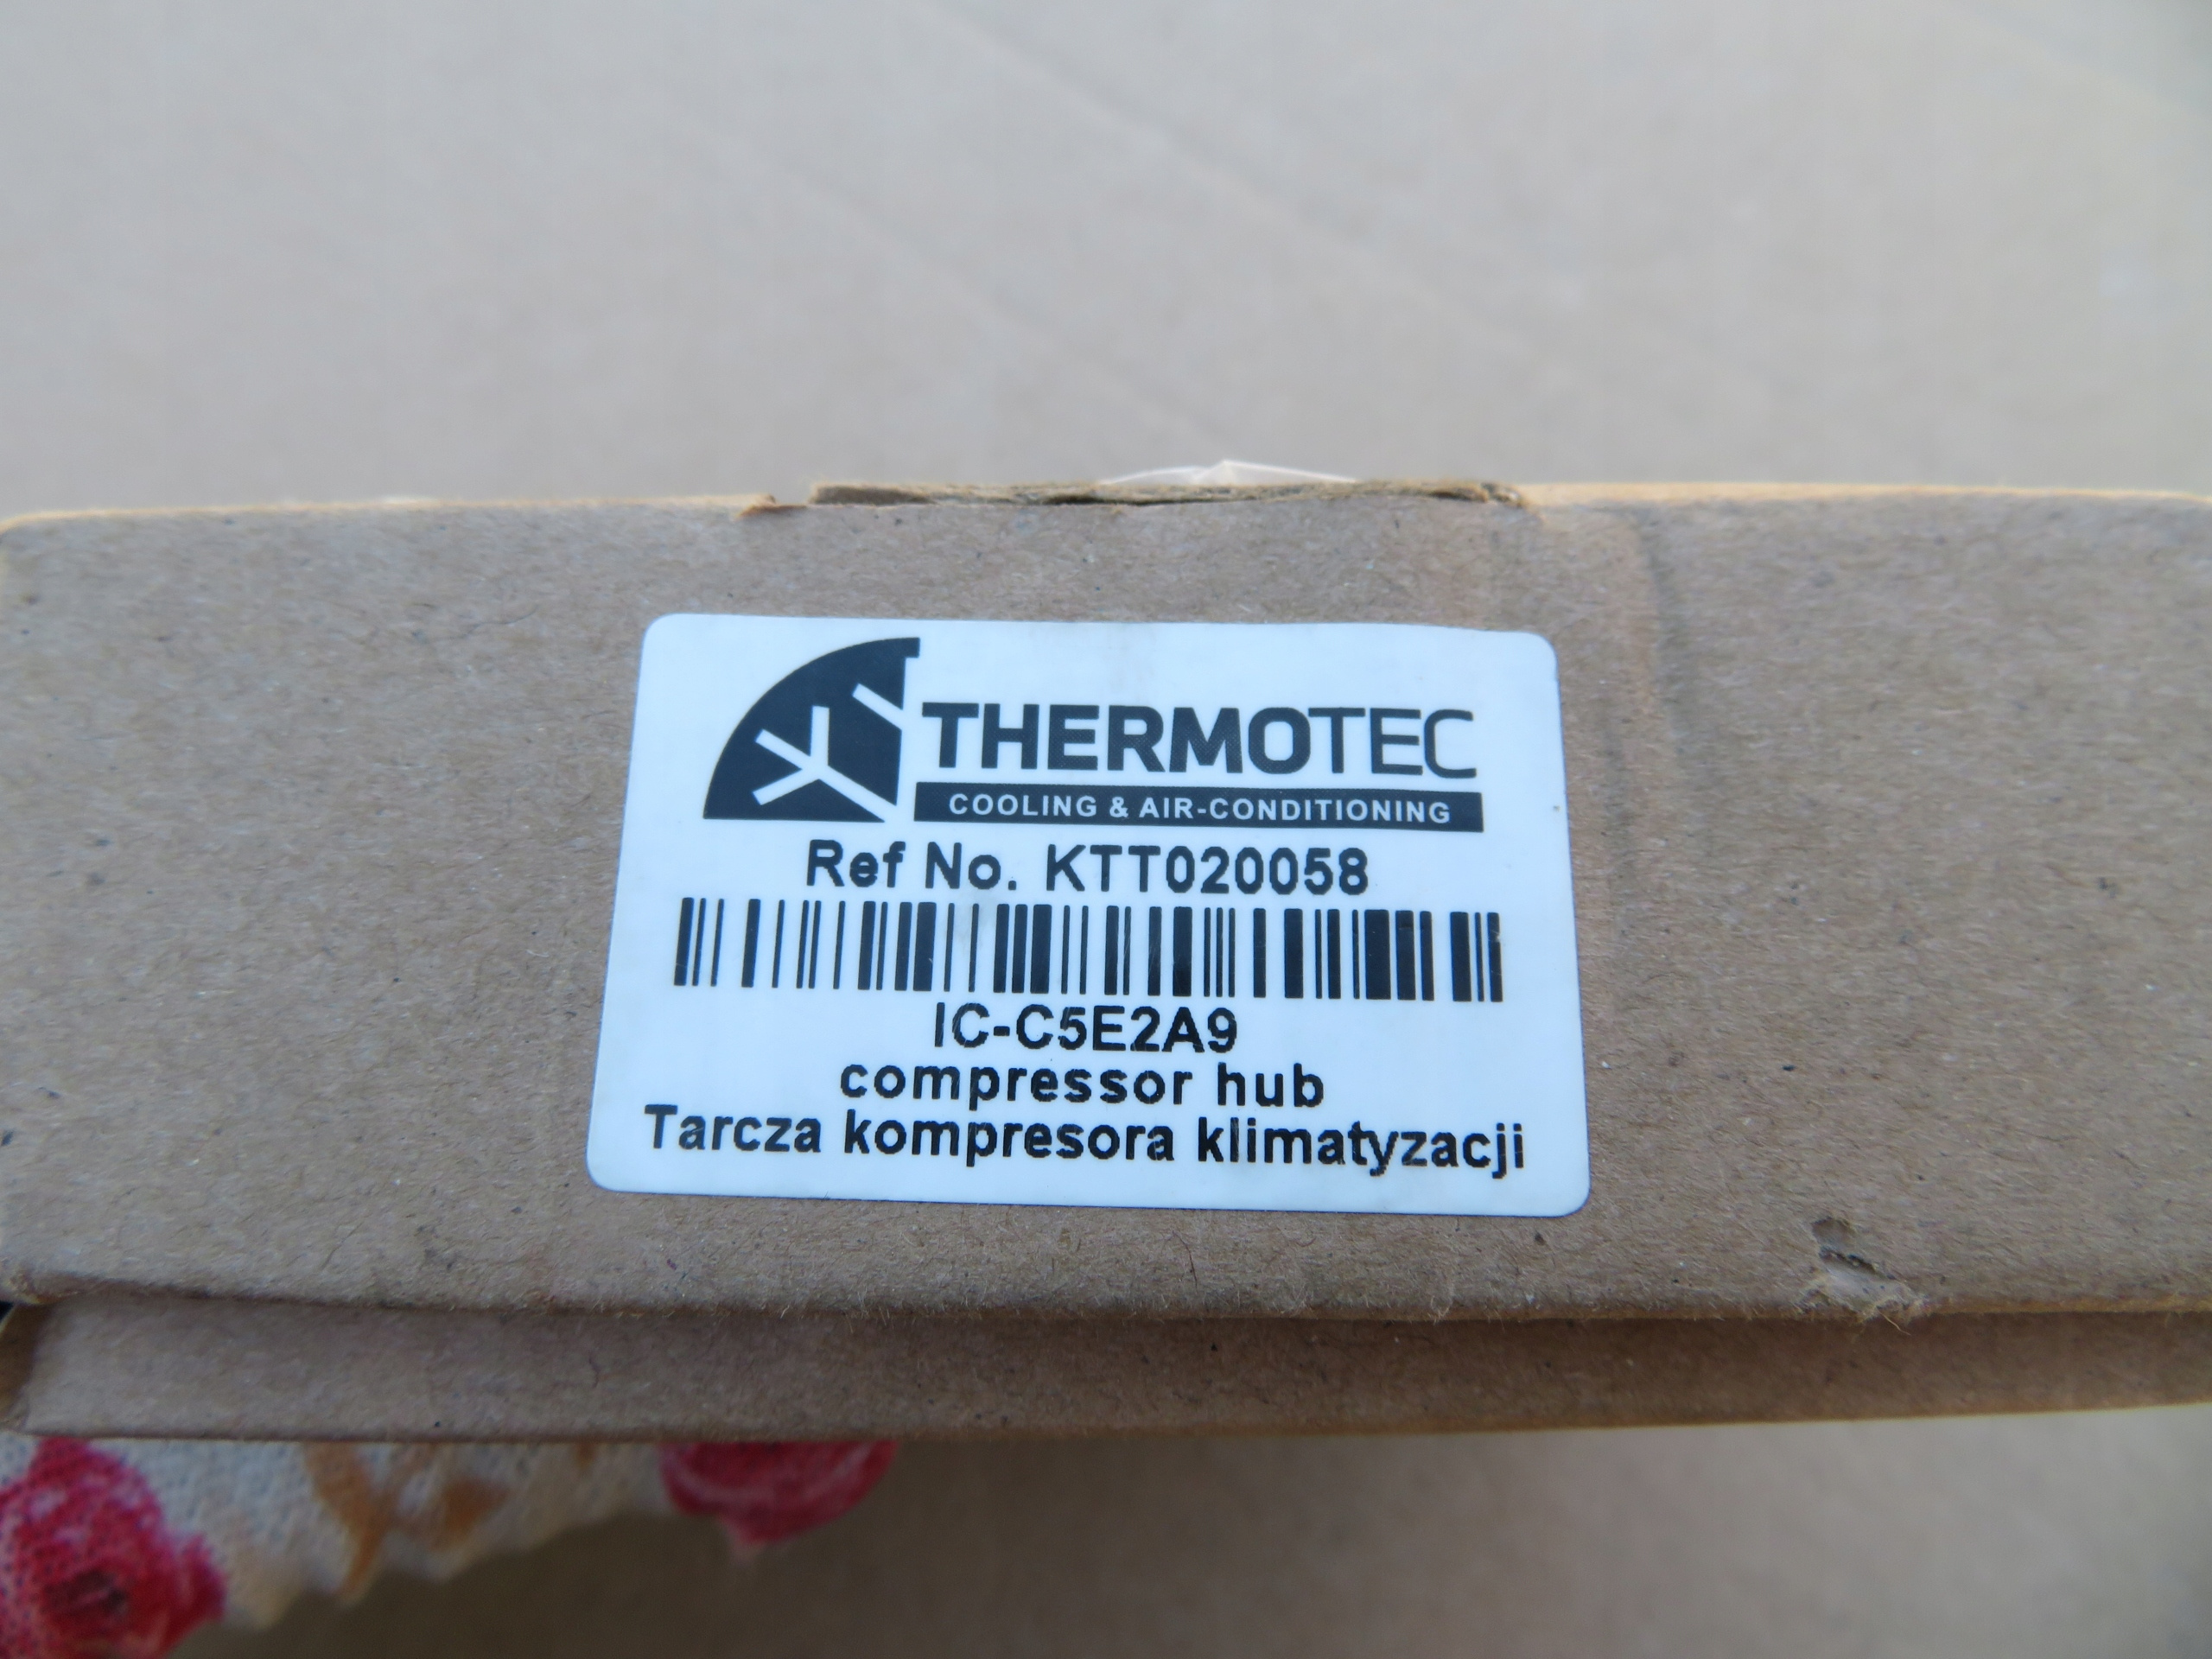 THERMOTEC
COOLING & AIR-CONDITIONING
Ref No. KTT020058
IC-C5E2A9
compressor hub
Tarcza kompresora klimatyzacji